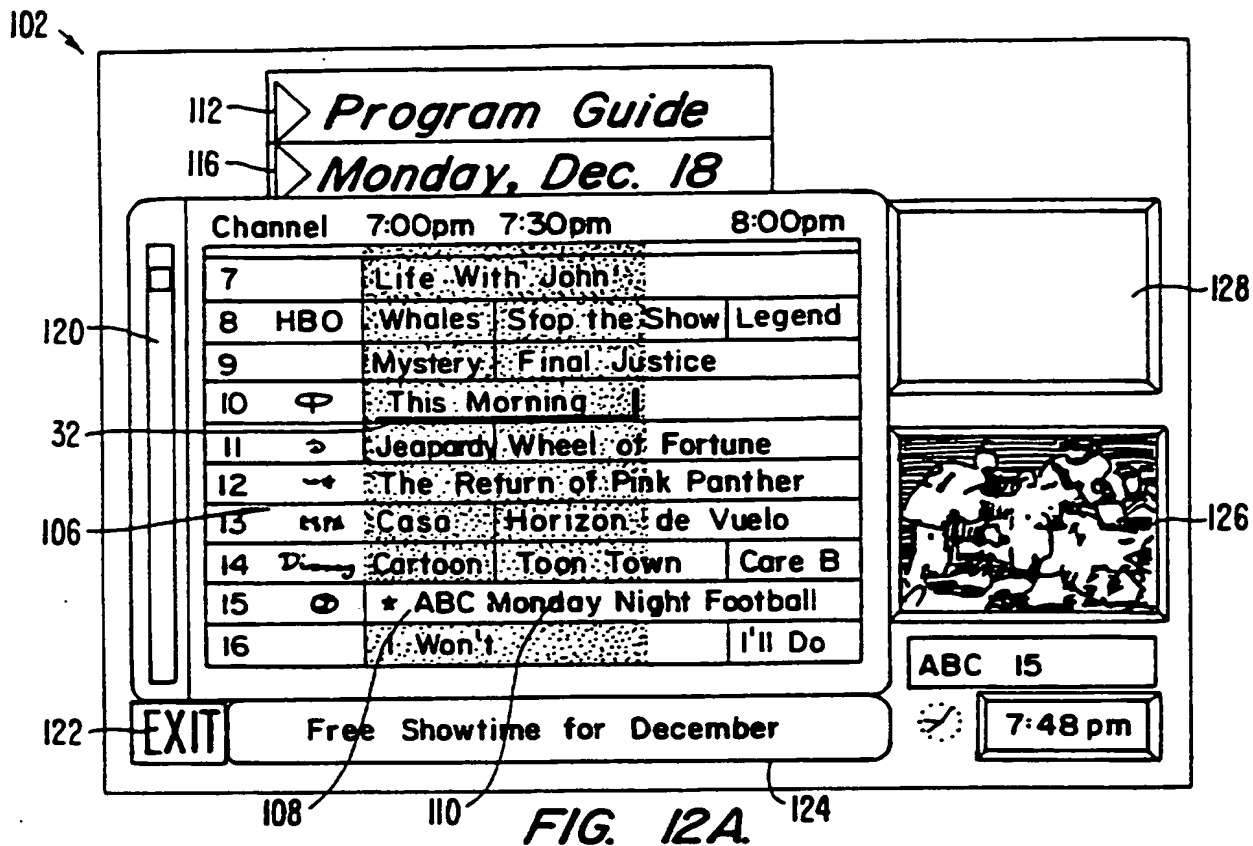 102
112
Program Guide
116
Monday, Dec. 18
Channel 7:00pm 7:30pm 8:00pm
7 Life With John
8 HBO Whales Stop the Show Legend
128
120
9 Mystery Final Justice
10 This Morning
32
11 Jeapardy Wheel of Fortune
12 The Return of Pink Panther
106
13 ESPN Casa Horizon de Vuelo
126
14 Disney Cartoon Toon Town Care B
15 * ABC Monday Night Football
16 I Won't I'll Do
ABC 15
122
EXIT
Free Showtime for December
7:48 pm
108
110
124
FIG. 12A.